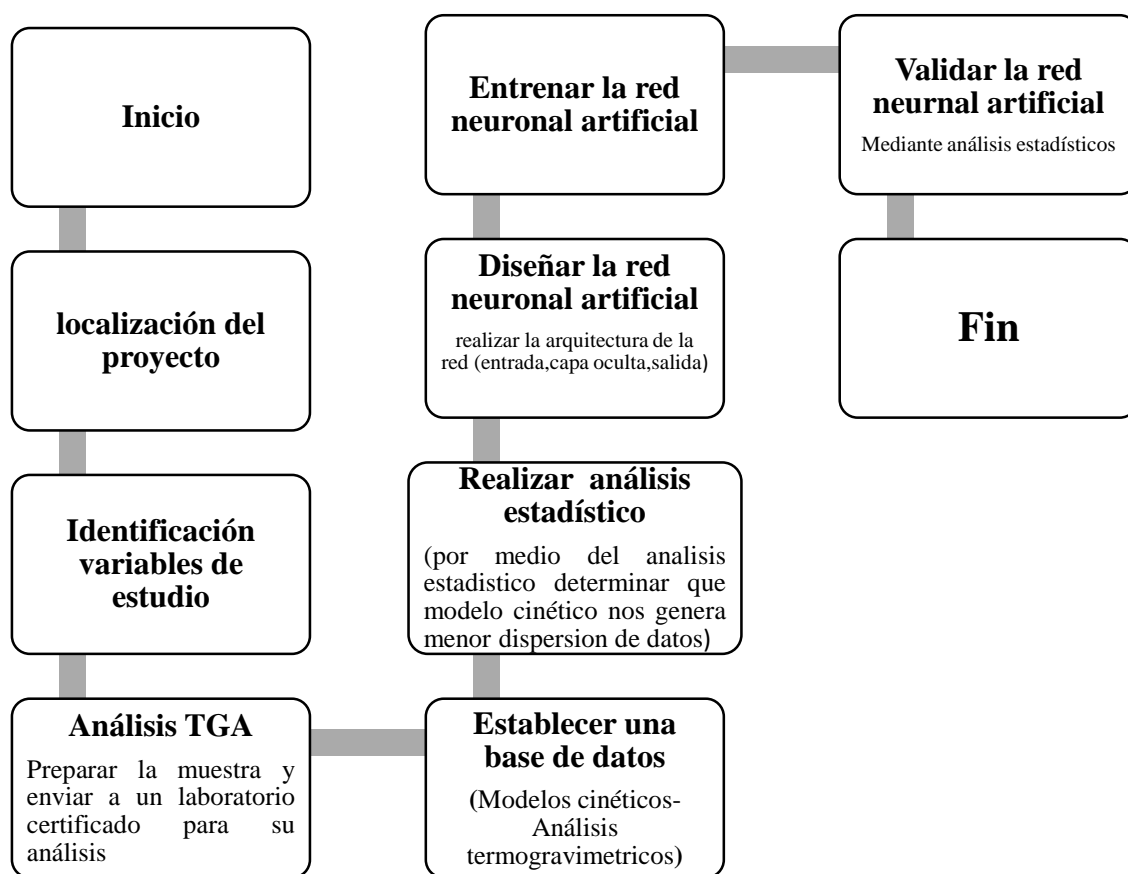 Inicio
localización del
proyecto
Identificación
variables de
estudio
Análisis TGA
Preparar la muestra y
enviar a un laboratorio
certificado para su
análisis
Establecer una
base de datos
(Modelos cinéticos-
Análisis
termogravimetricos)
Realizar análisis
estadístico
(por medio del analisis
estadistico determinar que
modelo cinético nos genera
menor dispersion de datos)
Diseñar la red
neuronal artificial
realizar la arquitectura de la
red (entrada,capa oculta,salida)
Entrenar la red
neuronal artificial
Validar la red
neurnal artificial
Mediante análisis estadísticos
Fin